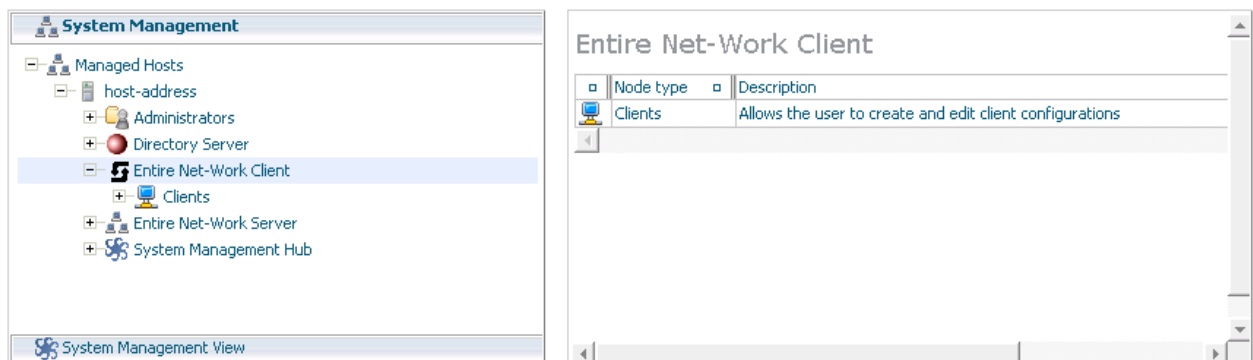 System Management
Managed Hosts
host-address
Administrators
Directory Server
Entire Net-Work Client
Clients
Entire Net-Work Server
System Management Hub
System Management View
Entire Net-Work Client
Node type Description
Clients Allows the user to create and edit client configurations